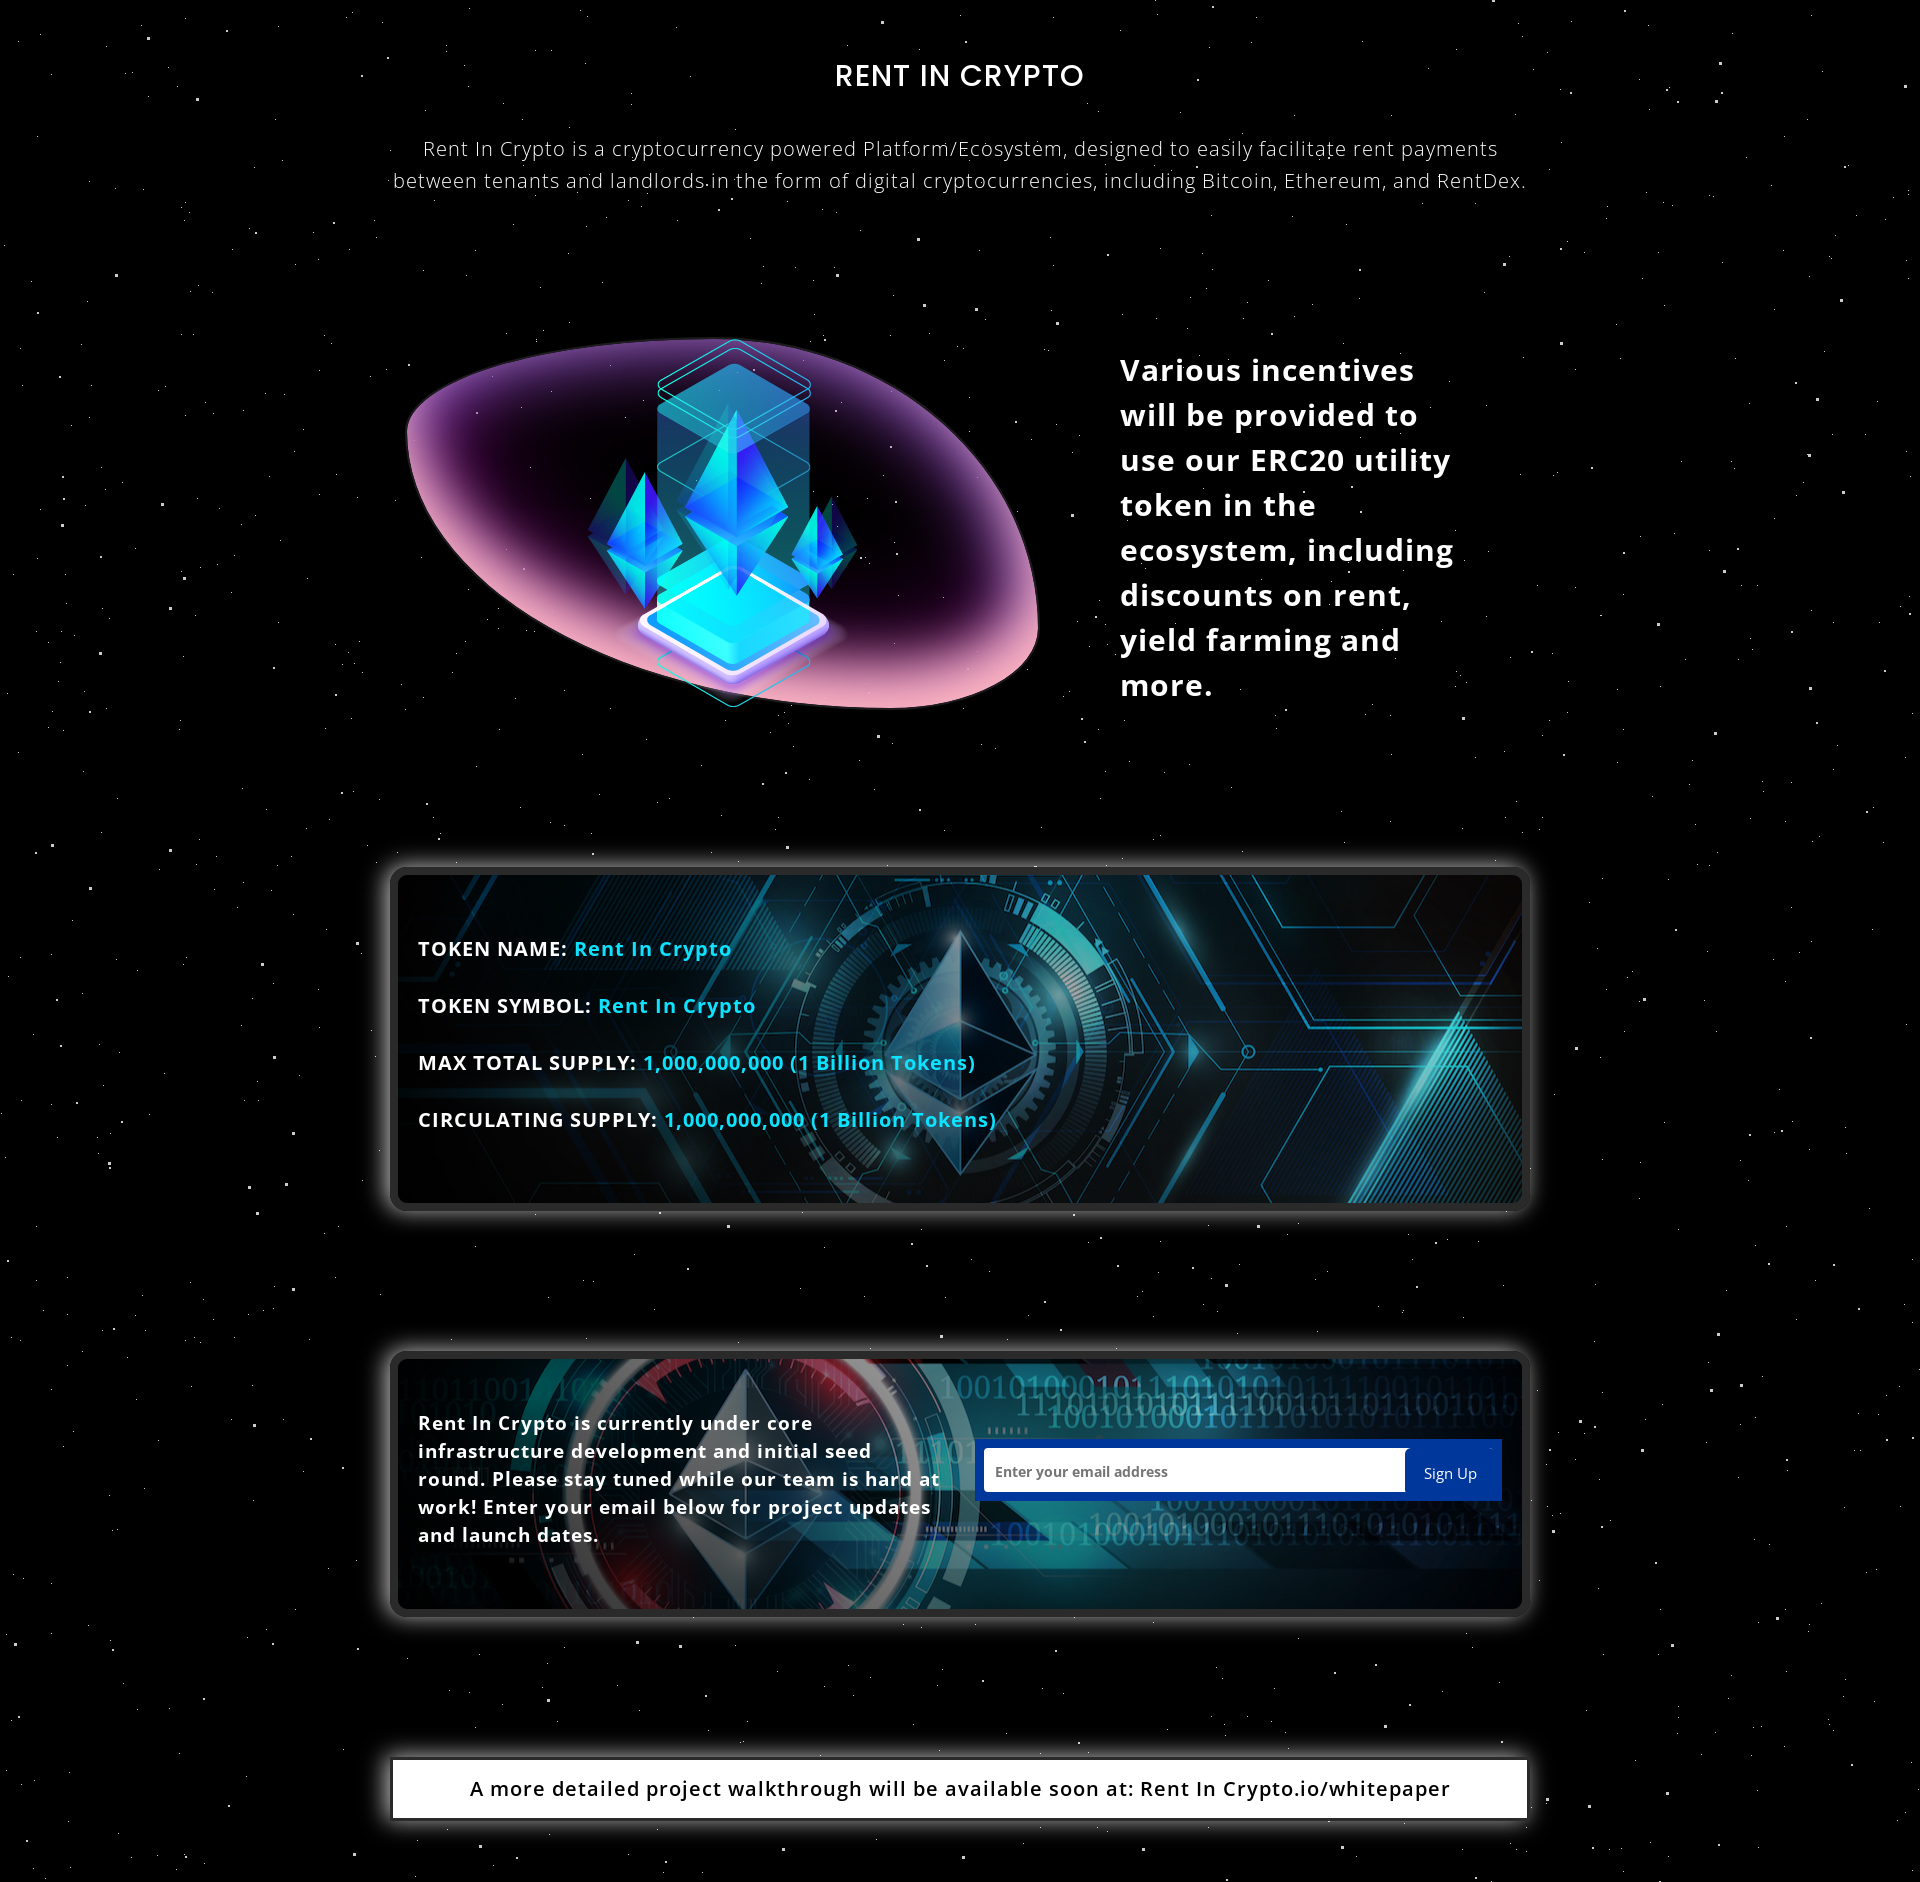 RENT IN CRYPTO
Rent In Crypto is a cryptocurrency powered Platform/Ecosystem, designed to easily facilitate rent payments
between tenants and landlords in the form of digital cryptocurrencies, including Bitcoin, Ethereum, and RentDex.
Various incentives
will be provided to
use our ERC20 utility
token in the
ecosystem, including
discounts on rent,
yield farming and
more.
TOKEN NAME: Rent In Crypto
TOKEN SYMBOL: Rent In Crypto
MAX TOTAL SUPPLY: 1,000,000,000 (1 Billion Tokens)
CIRCULATING SUPPLY: 1,000,000,000 (1 Billion Tokens)
Rent In Crypto is currently under core
infrastructure development and initial seed
round. Please stay tuned while our team is hard at
work! Enter your email below for project updates
and launch dates.
Enter your email address
Sign Up
A more detailed project walkthrough will be available soon at: Rent In Crypto.io/whitepaper